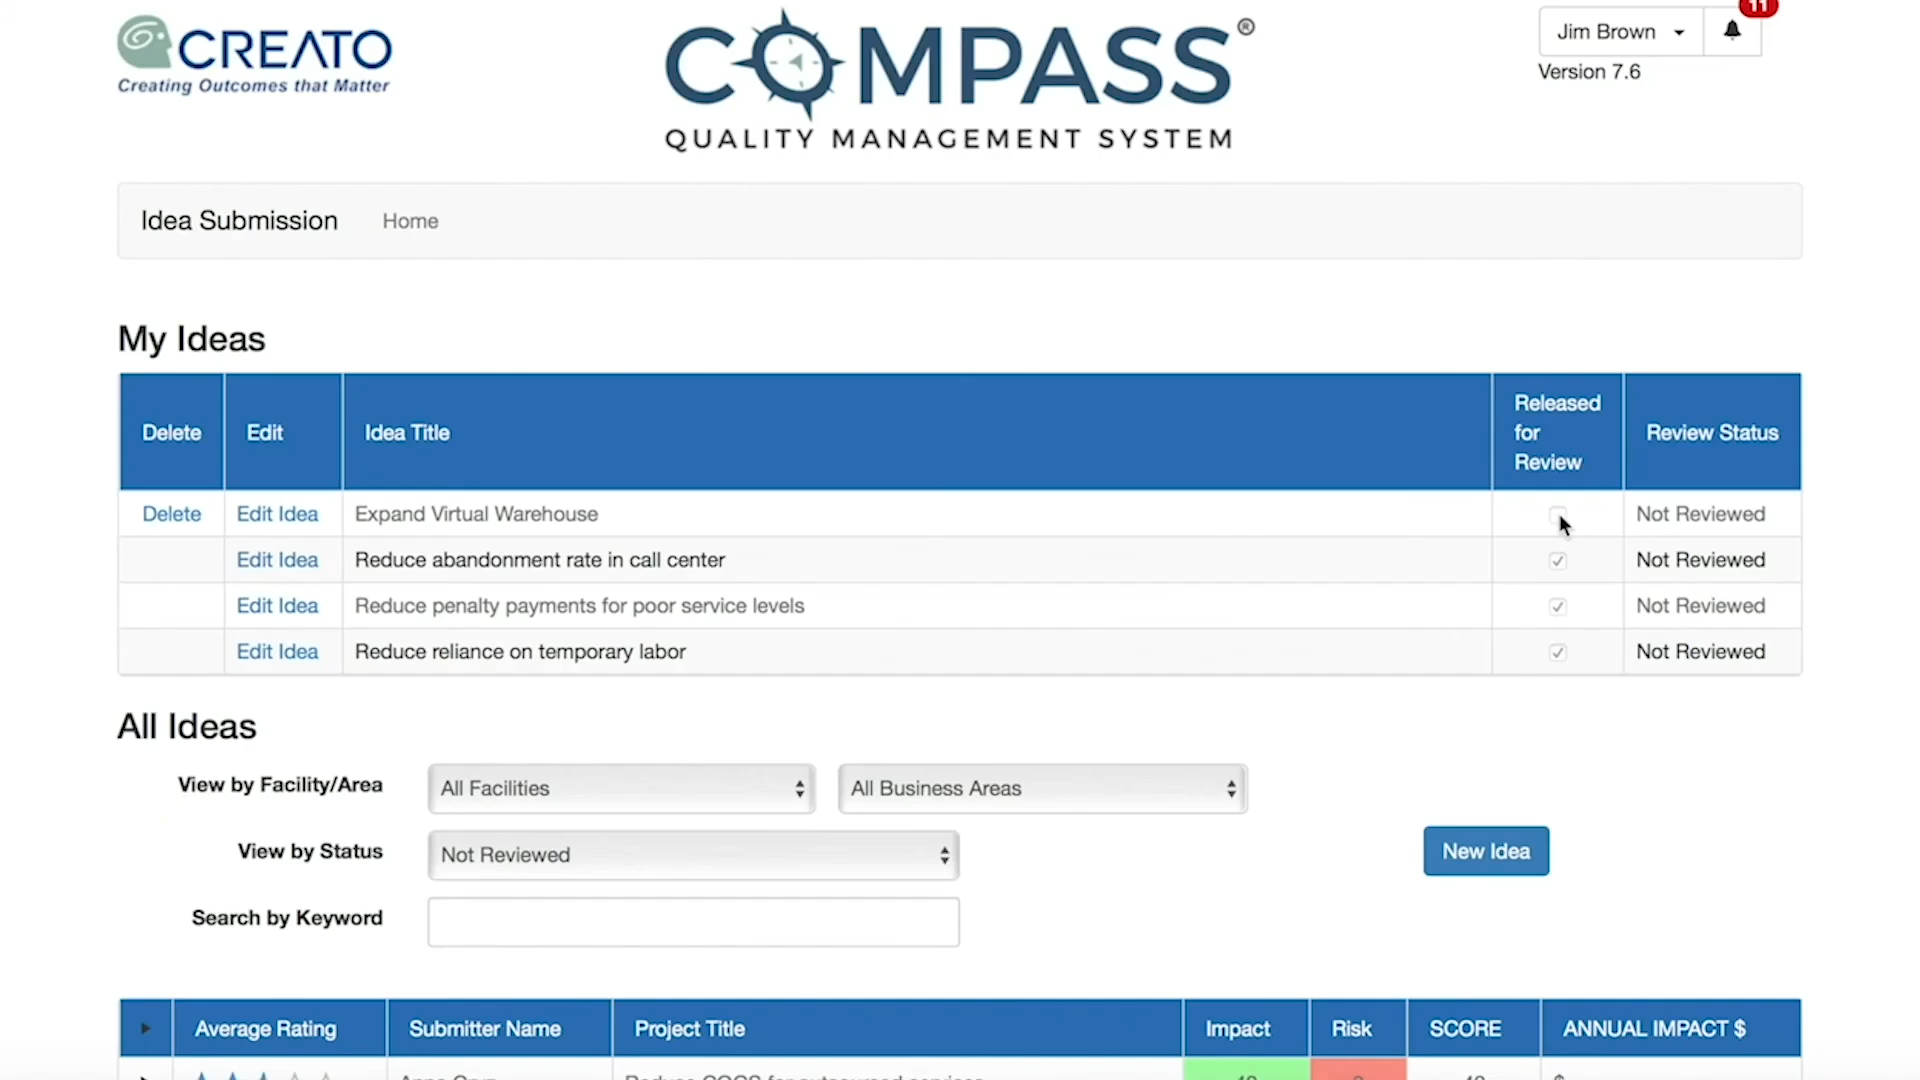 CREATO
Creating Outcomes that Matter
COMPASS®
QUALITY MANAGEMENT SYSTEM
Jim Brown
11
Version 7.6
Idea Submission Home
My Ideas
Delete Edit Idea Title Released for Review Review Status
Delete Edit Idea Expand Virtual Warehouse Not Reviewed
Edit Idea Reduce abandonment rate in call center Not Reviewed
Edit Idea Reduce penalty payments for poor service levels Not Reviewed
Edit Idea Reduce reliance on temporary labor Not Reviewed
All Ideas
View by Facility/Area All Facilities All Business Areas
View by Status Not Reviewed
New Idea
Search by Keyword
Average Rating Submitter Name Project Title Impact Risk SCORE ANNUAL IMPACT $
Reduce COGS for outsourced services